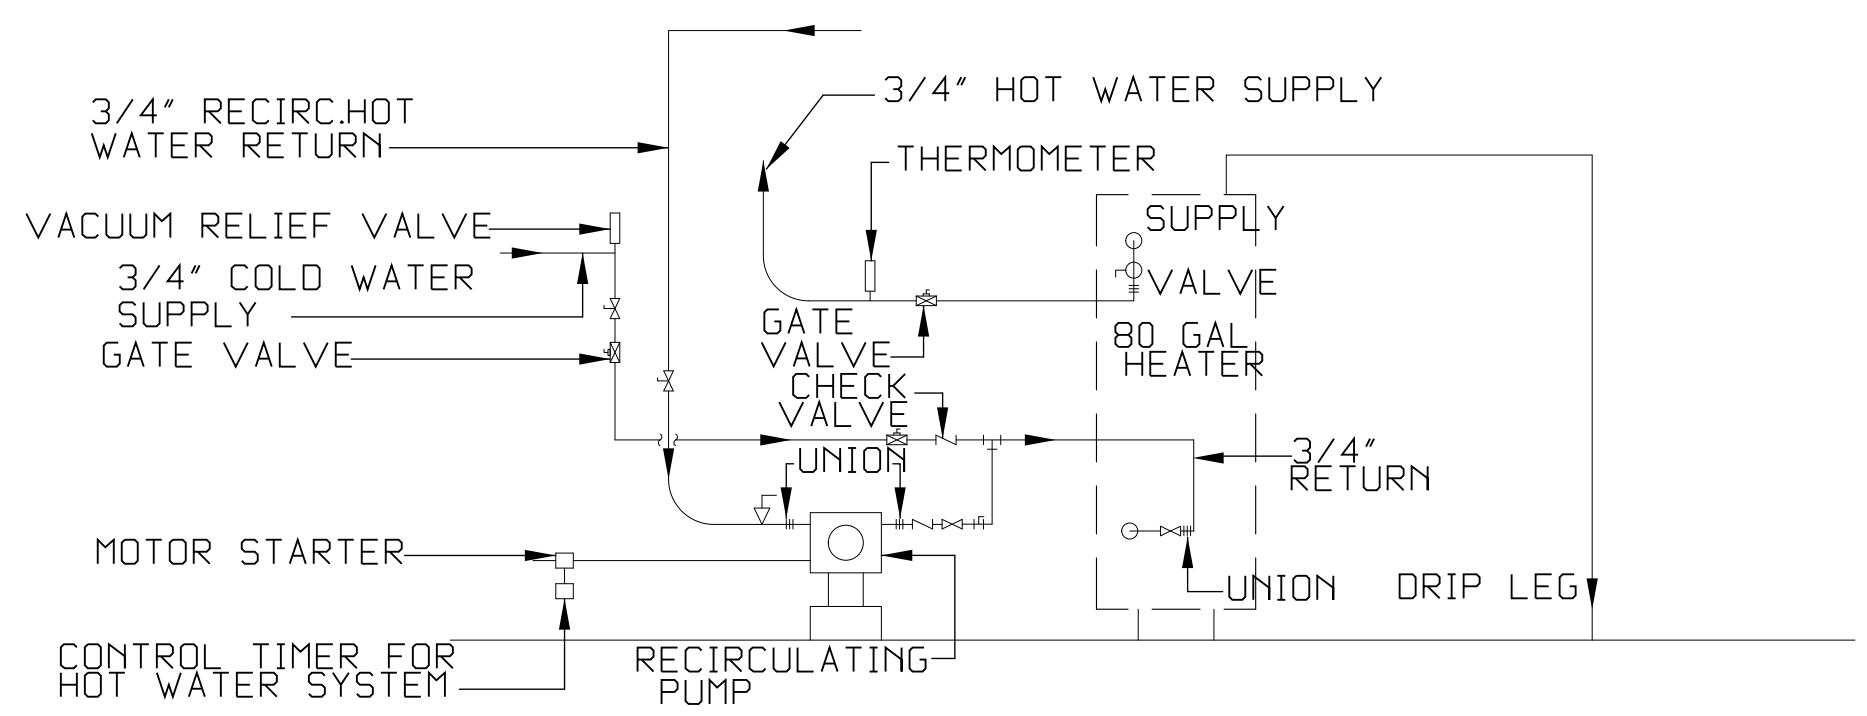 3/4" HOT WATER SUPPLY
3/4" RECIRC.HOT
WATER RETURN
THERMOMETER
VACUUM RELIEF VALVE
SUPPLY
VALVE
3/4" COLD WATER
SUPPLY
GATE VALVE
GATE
VALVE
80 GAL
HEATER
CHECK
VALVE
UNION
3/4"
RETURN
MOTOR STARTER
UNION
DRIP LEG
CONTROL TIMER FOR
HOT WATER SYSTEM
RECIRCULATING
PUMP